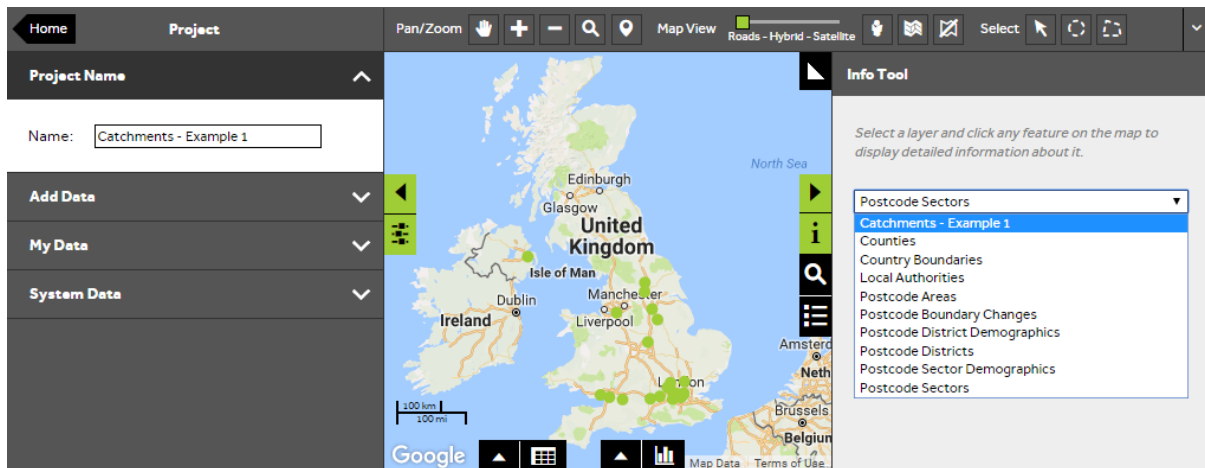 Home
Project
Pan/Zoom
Map View
Roads - Hybrid - Satellite
Select
Project Name
Name:
Catchments - Example 1
Add Data
My Data
System Data
North Sea
Edinburgh
Glasgow
United
Kingdom
Isle of Man
Dublin
Manchester
Ireland
Liverpool
Amsterd
Neth
London
Brussels
Belgiun
100 km
100 mi
Google
Map Data
Terms of Use
Info Tool
Select a layer and click any feature on the map to
display detailed information about it.
Postcode Sectors
Catchments - Example 1
Counties
Country Boundaries
Local Authorities
Postcode Areas
Postcode Boundary Changes
Postcode District Demographics
Postcode Districts
Postcode Sector Demographics
Postcode Sectors